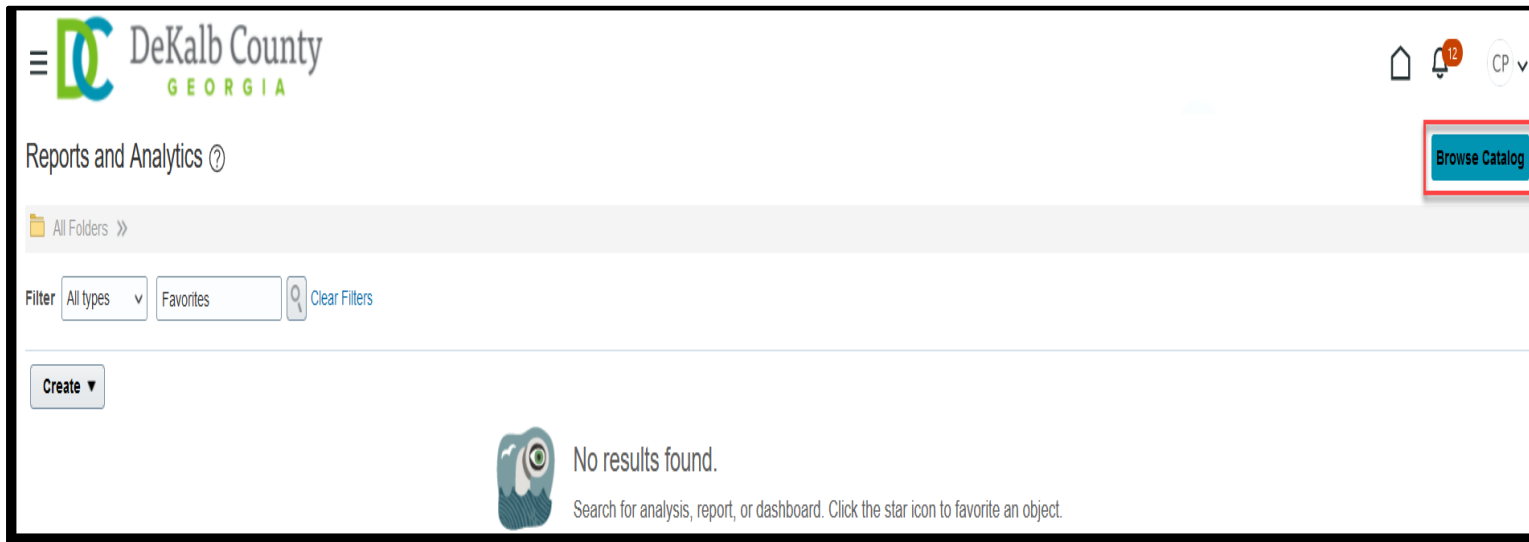 DC DeKalb County
GEORGIA
12
CP
Reports and Analytics ?
Browse Catalog
All Folders »
Filter All types Favorites Clear Filters
Create ▼
No results found.
Search for analysis, report, or dashboard. Click the star icon to favorite an object.